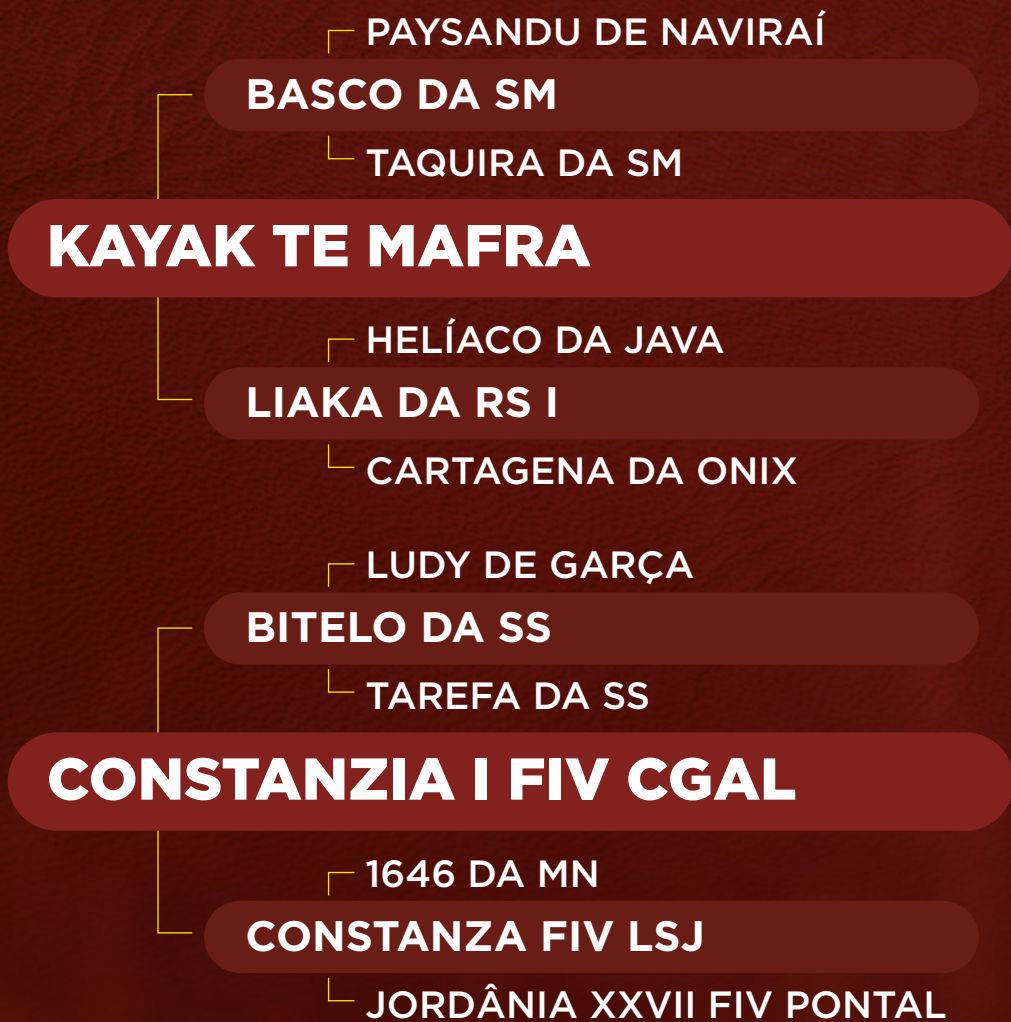 PAYSANDU DE NAVIRAÍ
BASCO DA SM
TAQUIRA DA SM
KAYAK TE MAFRA
HELÍACO DA JAVA
LIAKA DA RS I
CARTAGENA DA ONIX
LUDY DE GARÇA
BITELO DA SS
TAREFA DA SS
CONSTANZIA I FIV CGAL
1646 DA MN
CONSTANZA FIV LSJ
JORDÂNIA XXVII FIV PONTAL